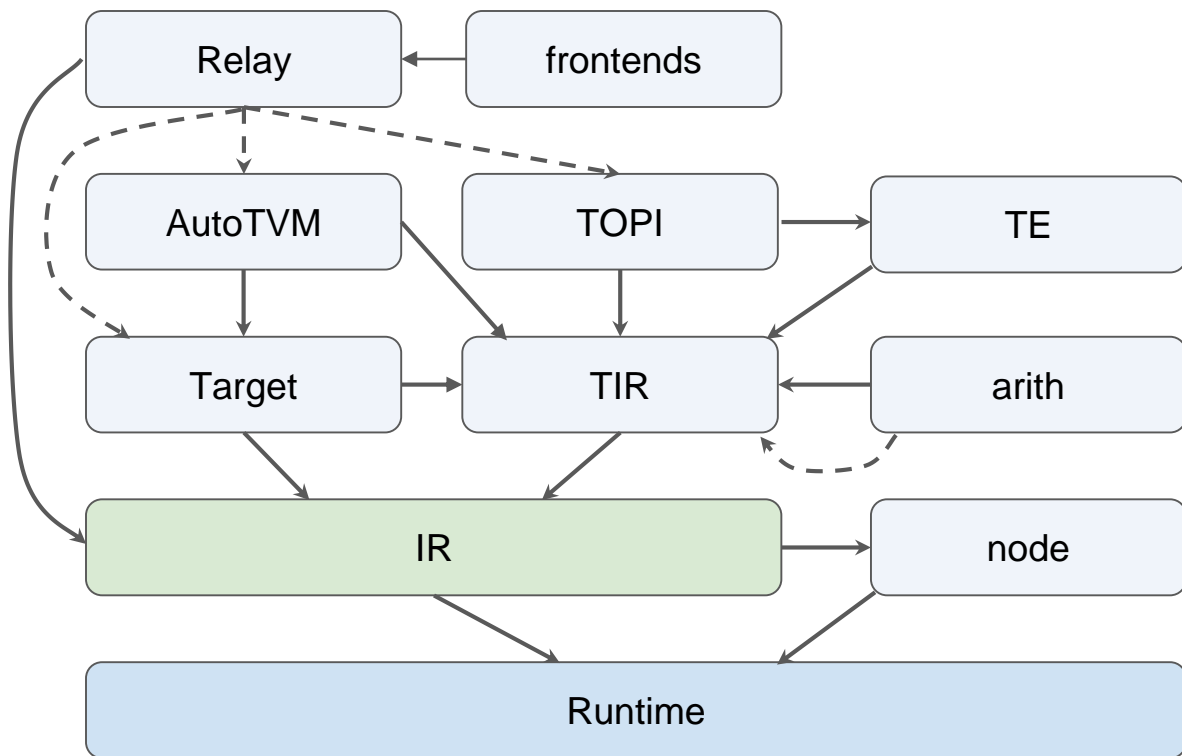 Relay
frontends
AutoTVM
TOPI
TE
Target
TIR
arith
IR
node
Runtime